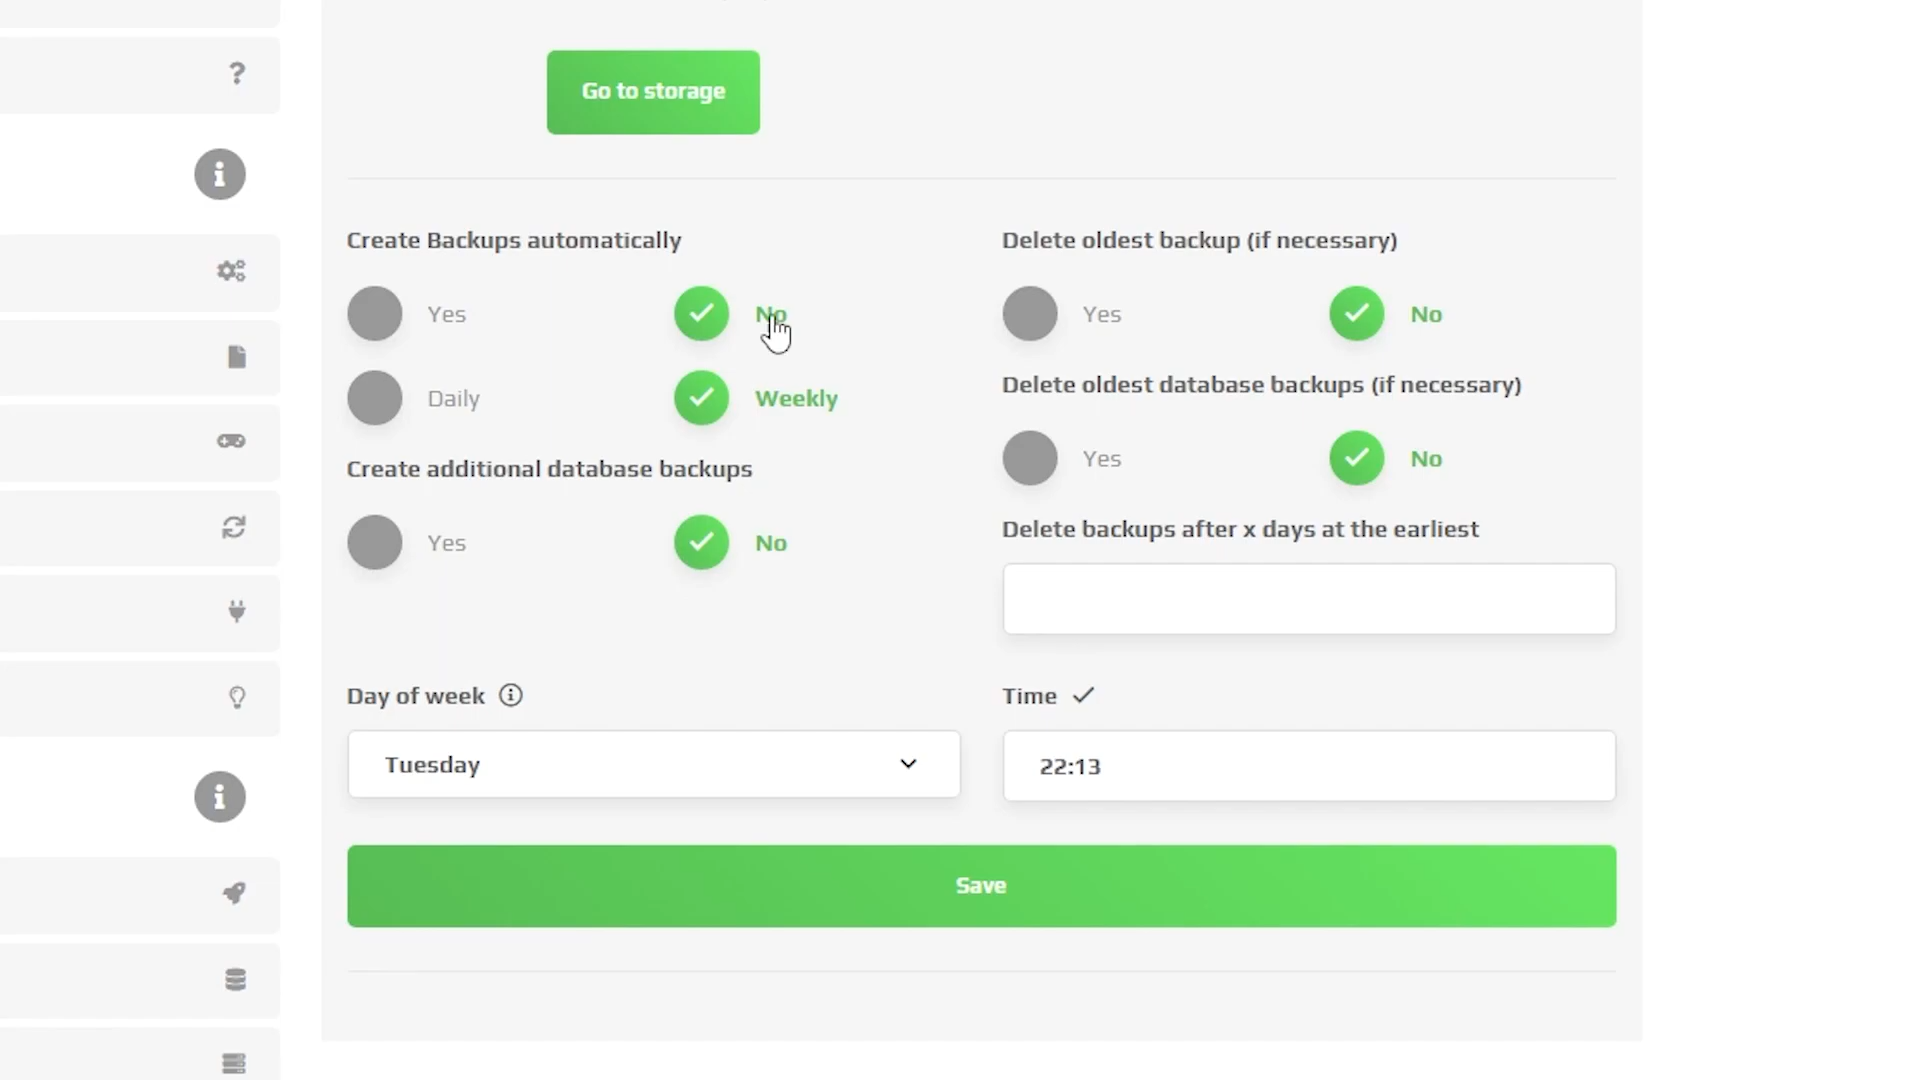 Go to storage
Create Backups automatically
Yes
No
Daily
Weekly
Create additional database backups
Yes
No
Delete oldest backup (if necessary)
Yes
No
Delete oldest database backups (if necessary)
Yes
No
Delete backups after x days at the earliest
Day of week
Tuesday
Time
22:13
Save